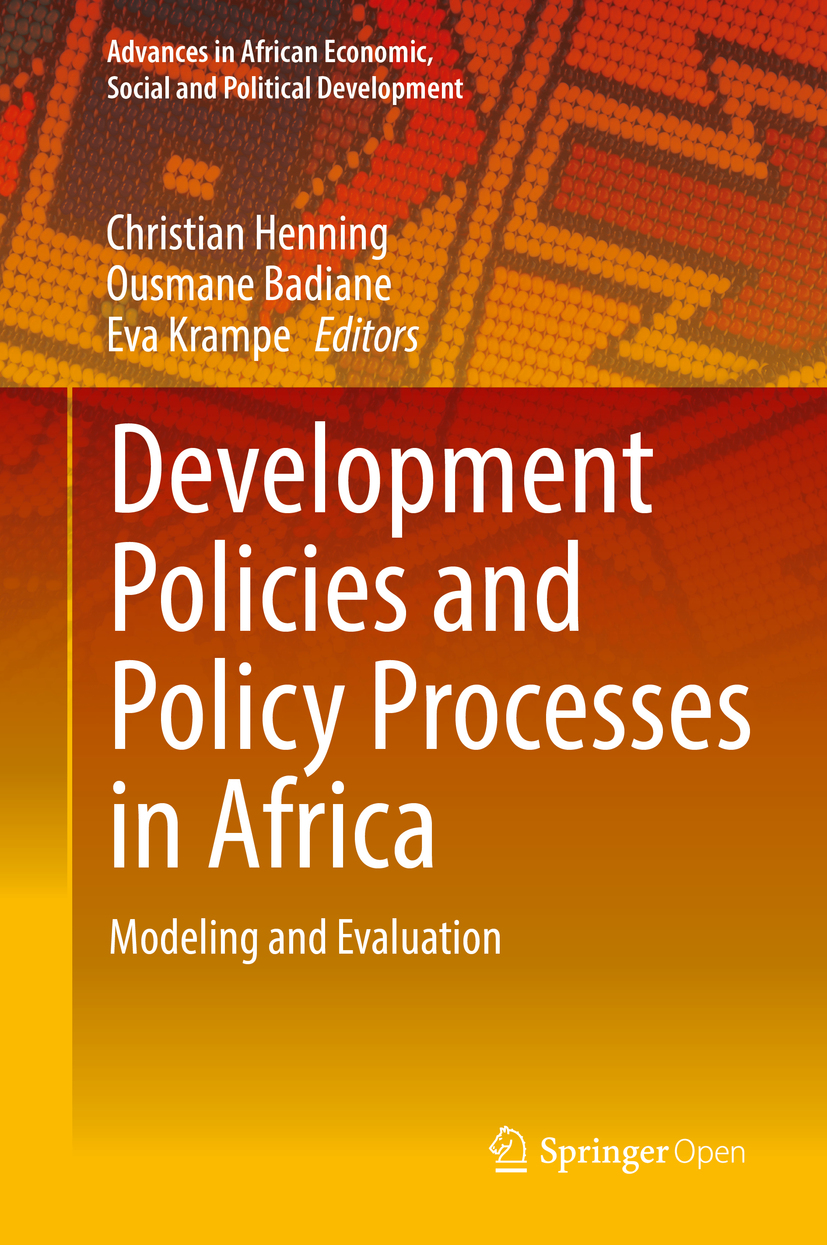 Advances in African Economic,
Social and Political Development
Christian Henning
Ousmane Badiane
Eva Krampe Editors
Development
Policies and
Policy Processes
in Africa
Modeling and Evaluation
Springer Open